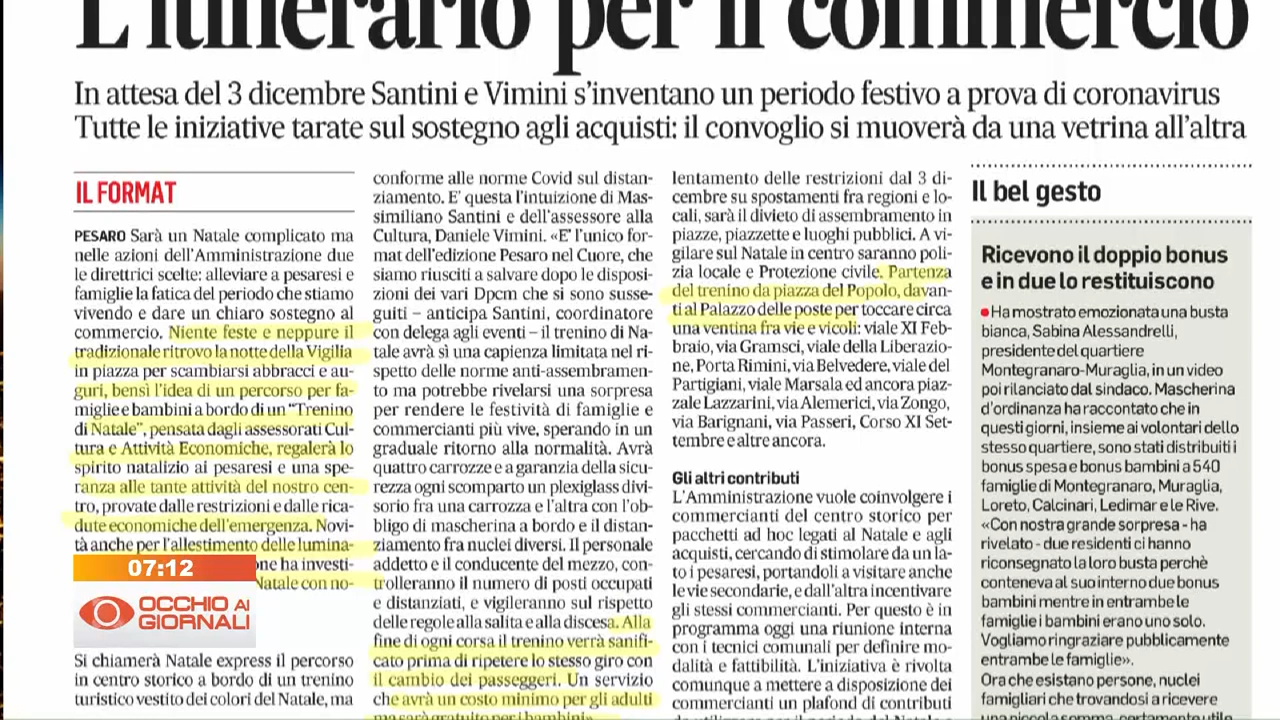 L'itinerario per il commercio
In attesa del 3 dicembre Santini e Vimini s'inventano un periodo festivo a prova di coronavirus
Tutte le iniziative tarate sul sostegno agli acquisti: il convoglio si muoverà da una vetrina all'altra
IL FORMAT
PESARO Sarà un Natale complicato ma
nelle azioni dell'Amministrazione due
le direttrici scelte: alleviare a pesaresi e
famiglie la fatica del periodo che stiamo
vivendo e dare un chiaro sostegno al
commercio. Niente feste e neppure il
tradizionale ritrovo la notte della Vigilia
in piazza per scambiarsi abbracci e au-
guri, bensì l'idea di un percorso per fa-
miglie e bambini a bordo di un "Trenino
di Natale", pensata dagli assessorati Cul-
tura e Attività Economiche, regalerà lo
spirito natalizio ai pesaresi e una spe-
ranza alle tante attività del nostro cen-
tro, provate dalle restrizioni e dalle rica-
dute economiche dell'emergenza. Novi-
tà anche per l'allestimento delle lumina-
one ha investi-
Natale con no-
07:12
OCCHIO AI
GIORNALI
Si chiamerà Natale express il percorso
in centro storico a bordo di un trenino
turistico vestito dei colori del Natale, ma
conforme alle norme Covid sul distan-
ziamento. E' questa l'intuizione di Mas-
similiano Santini e dell'assessore alla
Cultura, Daniele Vimini. «E' l'unico for-
mat dell'edizione Pesaro nel Cuore, che
siamo riusciti a salvare dopo le disposi-
zioni dei vari Dpcm che si sono susse-
guiti – anticipa Santini, coordinatore
con delega agli eventi – il trenino di Na-
tale avrà sì una capienza limitata nel ri-
spetto delle norme anti-assembramen-
to ma potrebbe rivelarsi una sorpresa
per rendere le festività di famiglie e
commercianti più vive, sperando in un
graduale ritorno alla normalità. Avrà
quattro carrozze e a garanzia della sicu-
rezza ogni scomparto un plexiglass divi-
sorio fra una carrozza e l'altra con l'ob-
bligo di mascherina a bordo e il distan-
ziamento fra nuclei diversi. Il personale
addetto e il conducente del mezzo, con-
trolleranno il numero di posti occupati
e distanziati, e vigileranno sul rispetto
delle regole alla salita e alla discesa. Alla
fine di ogni corsa il trenino verrà sanifi-
cato prima di ripetere lo stesso giro con
il cambio dei passeggeri. Un servizio
che avrà un costo minimo per gli adulti
ma sarà gratuito per i bambini».
lentamento delle restrizioni dal 3 di-
cembre su spostamenti fra regioni e lo-
cali, sarà il divieto di assembramento in
piazze, piazzette e luoghi pubblici. A vi-
gilare sul Natale in centro saranno poli-
zia locale e Protezione civile. Partenza
del trenino da piazza del Popolo, davan-
ti al Palazzo delle poste per toccare circa
una ventina fra vie e vicoli: viale XI Feb-
braio, via Gramsci, viale della Liberazio-
ne, Porta Rimini, via Belvedere, viale dei
Partigiani, viale Marsala ed ancora piaz-
zale Lazzarini, via Alemerici, via Zongo,
via Barignani, via Passeri, Corso XI Set-
tembre e altre ancora.
Gli altri contributi
L'Amministrazione vuole coinvolgere i
commercianti del centro storico per
pacchetti ad hoc legati al Natale e agli
acquisti, cercando di stimolare da un la-
to i pesaresi, portandoli a visitare anche
le vie secondarie, e dall'altra incentivare
gli stessi commercianti. Per questo è in
programma oggi una riunione interna
con i tecnici comunali per definire mo-
dalità e fattibilità. L'iniziativa è rivolta
comunque a mettere a disposizione dei
commercianti un plafond di contributi
Il bel gesto
Ricevono il doppio bonus
e in due lo restituiscono
●Ha mostrato emozionata una busta
bianca, Sabina Alessandrelli,
presidente del quartiere
Montegranaro-Muraglia, in un video
poi rilanciato dal sindaco. Mascherina
d'ordinanza ha raccontato che in
questi giorni, insieme ai volontari dello
stesso quartiere, sono stati distribuiti i
bonus spesa e bonus bambini a 540
famiglie di Montegranaro, Muraglia,
Loreto, Calcinari, Ledimar e le Rive.
«Con nostra grande sorpresa - ha
rivelato - due residenti ci hanno
riconsegnato la loro busta perchè
conteneva al suo interno due bonus
bambini mentre in entrambe le
famiglie i bambini erano uno solo.
Vogliamo ringraziare pubblicamente
entrambe le famiglie».
Ora che esistano persone, nuclei
famigliari che trovandosi a ricevere